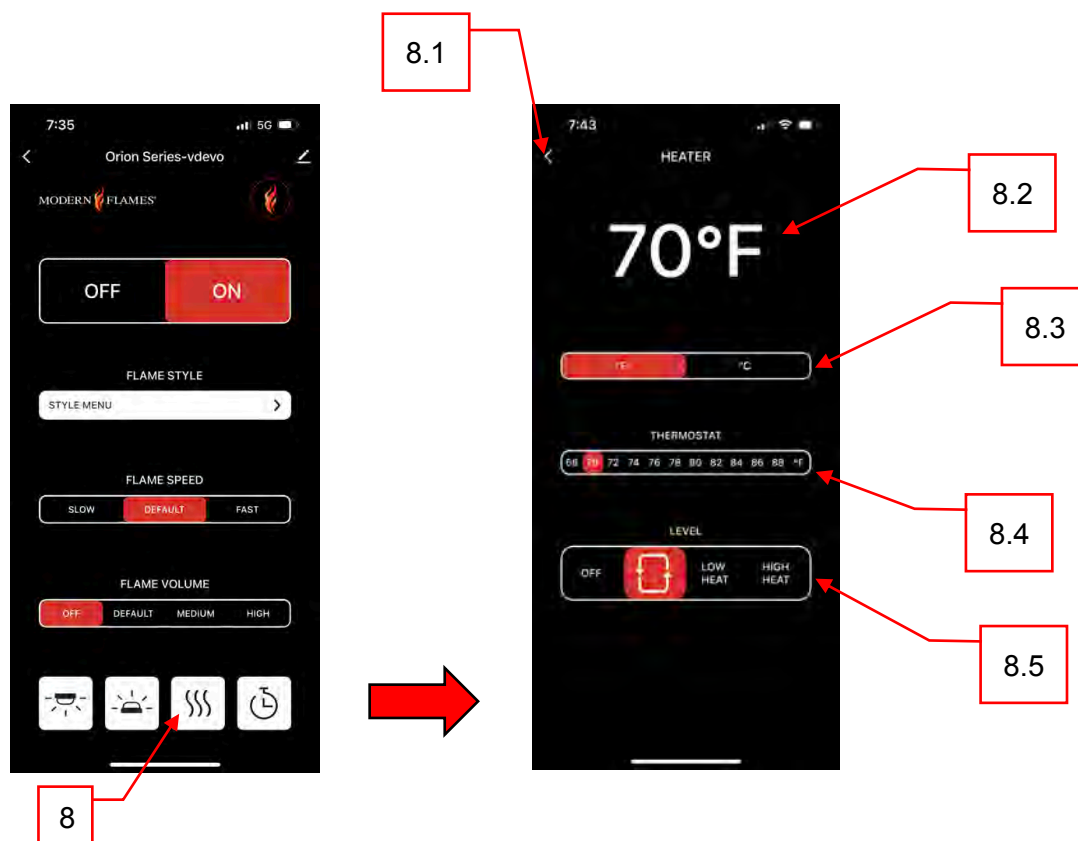 8.1
7:35
5G
Orion Series-vdevo
MODERN FLAMES
OFF
ON
FLAME STYLE
STYLE MENU
FLAME SPEED
SLOW
DEFAULT
FAST
FLAME VOLUME
OFF
DEFAULT
MEDIUM
HIGH
8
7:43
HEATER
70°F
°F
°C
THERMOSTAT
68 70 72 74 76 78 80 82 84 86 88 °F
LEVEL
OFF
LOW
HEAT
HIGH
HEAT
8.2
8.3
8.4
8.5